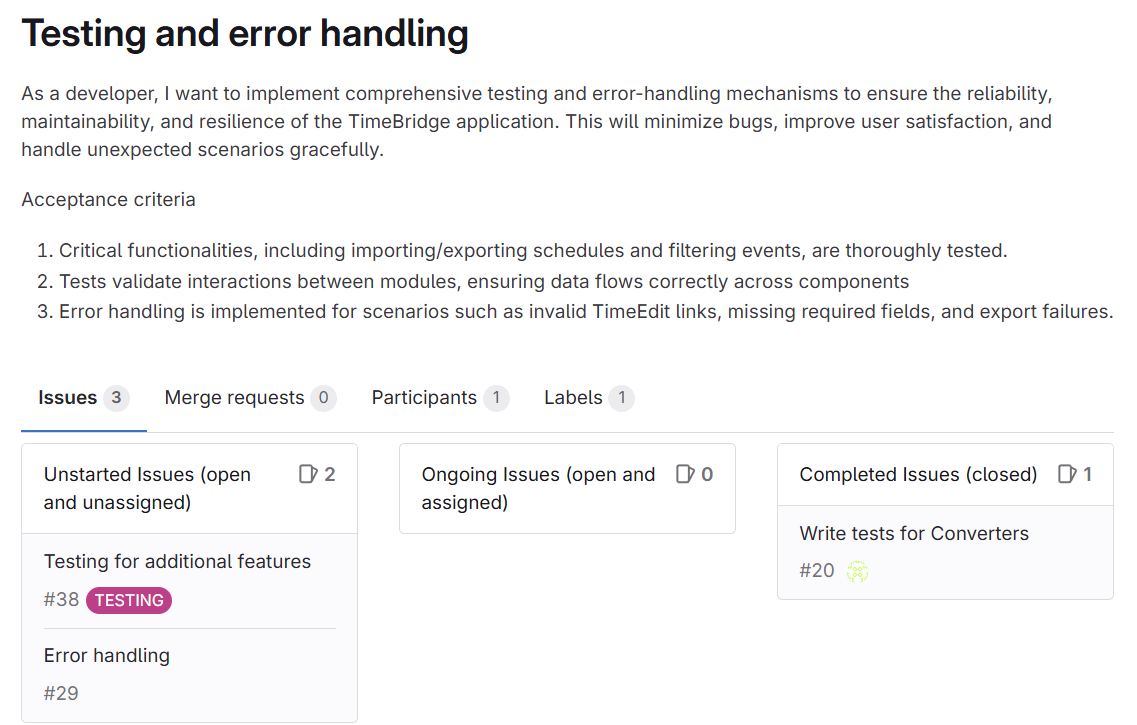 Testing and error handling
As a developer, I want to implement comprehensive testing and error-handling mechanisms to ensure the reliability,
maintainability, and resilience of the TimeBridge application. This will minimize bugs, improve user satisfaction, and
handle unexpected scenarios gracefully.
Acceptance criteria
1. Critical functionalities, including importing/exporting schedules and filtering events, are thoroughly tested.
2. Tests validate interactions between modules, ensuring data flows correctly across components
3. Error handling is implemented for scenarios such as invalid TimeEdit links, missing required fields, and export failures.
Issues 3 Merge requests 0 Participants 1 Labels 1
Unstarted Issues (open
and unassigned)
2
Testing for additional features
#38 TESTING
Error handling
#29
Ongoing Issues (open and
assigned)
0
Completed Issues (closed) 1
Write tests for Converters
#20